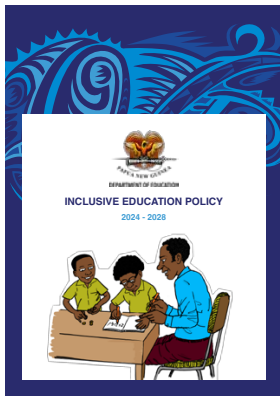 PAPUA NEW GUINEA
DEPARTMENT OF EDUCATION
INCLUSIVE EDUCATION POLICY
2024 - 2028